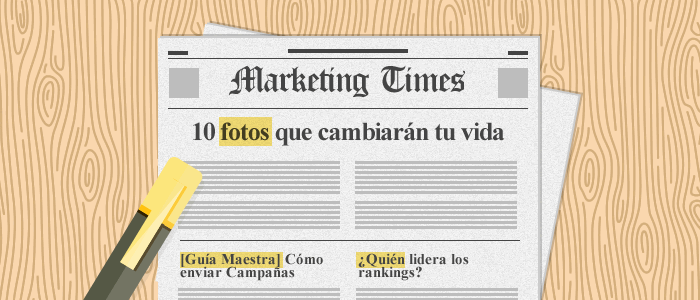 Marketing Times
10 fotos que cambiarán tu vida
[Guía Maestra] Cómo
enviar Campañas
¿Quién lidera los
rankings?